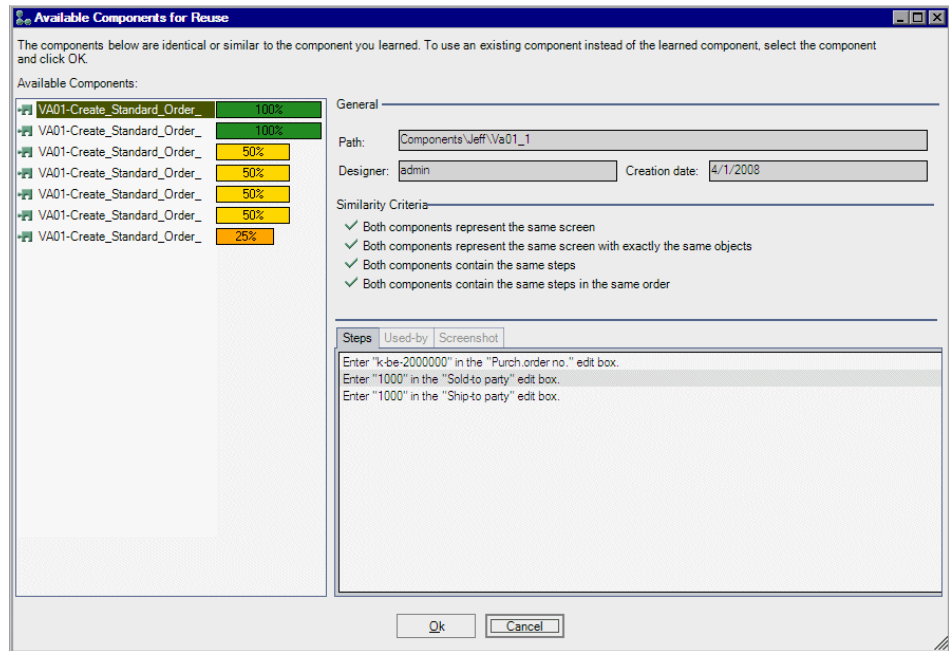 Available Components for Reuse
The components below are identical or similar to the component you learned. To use an existing component instead of the learned component, select the component
and click OK.
Available Components:
VA01-Create_Standard_Order_ 100%
VA01-Create_Standard_Order_ 100%
VA01-Create_Standard_Order_ 50%
VA01-Create_Standard_Order_ 50%
VA01-Create_Standard_Order_ 50%
VA01-Create_Standard_Order_ 50%
VA01-Create_Standard_Order_ 25%
General
Path: Components\Jeff\Va01_1
Designer: admin Creation date: 4/1/2008
Similarity Criteria
Both components represent the same screen
Both components represent the same screen with exactly the same objects
Both components contain the same steps
Both components contain the same steps in the same order
Steps Used-by Screenshot
Enter "k-be-2000000" in the "Purch.order no." edit box.
Enter "1000" in the "Sold-to party" edit box.
Enter "1000" in the "Ship-to party" edit box.
Ok Cancel